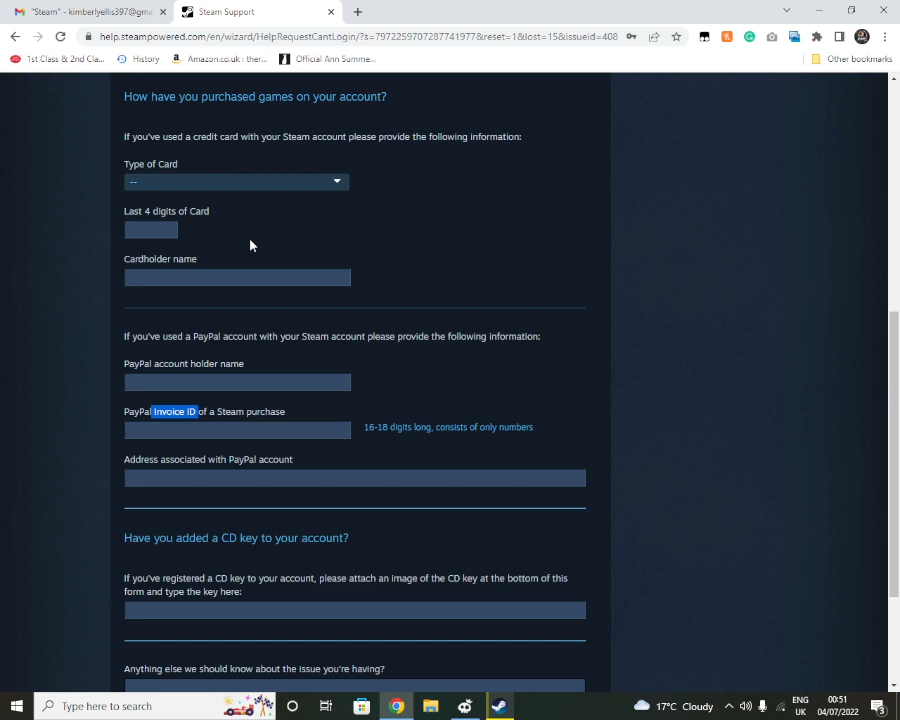 "Steam" - kimberlyellis397@gma
Steam Support
help.steampowered.com/en/wizard/HelpRequestCantLogin/?s=7972259707287741977&reset=1&lost=15&issueid=408
1st Class & 2nd Cla...
History
Amazon.co.uk : ther...
Official Ann Summe...
Other bookmarks
How have you purchased games on your account?
If you've used a credit card with your Steam account please provide the following information:
Type of Card
--
Last 4 digits of Card
Cardholder name
If you've used a PayPal account with your Steam account please provide the following information:
PayPal account holder name
PayPal Invoice ID of a Steam purchase
16-18 digits long, consists of only numbers
Address associated with PayPal account
Have you added a CD key to your account?
If you've registered a CD key to your account, please attach an image of the CD key at the bottom of this
form and type the key here:
Anything else we should know about the issue you're having?
Type here to search
17°C Cloudy
ENG
UK
00:51
04/07/2022
3